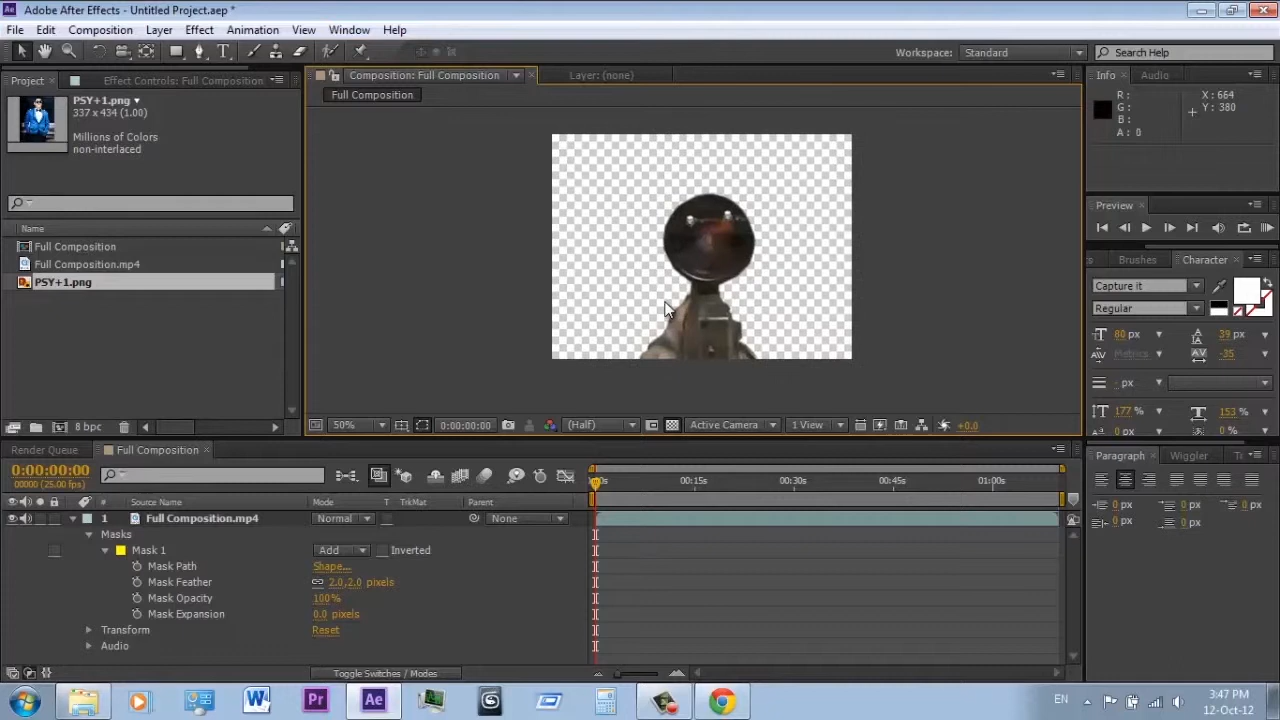 Adobe After Effects - Untitled Project.aep *
File Edit Composition Layer Effect Animation View Window Help
Workspace: Standard Search Help
Project Effect Controls: Full Composition Composition: Full Composition Layer: (none) Info Audio
PSY+1.png
337 x 434 (1.00)
Millions of Colors
non-interlaced
Full Composition
R:
G:
B:
A: 0
X: 664
Y: 380
Preview
Name
Full Composition
Full Composition.mp4
PSY+1.png
Brushes Character
Capture it
Regular
80 px 39 px
Metrics -35
- px
177 % 153 %
0 px 0 %
8 bpc 50% 0:00:00:00 (Half) Active Camera 1 View +0.0
Render Queue Full Composition
0:00:00:00
00000 (25.00 fps)
# Source Name Mode T TrkMat Parent
00:15s 00:30s 00:45s 01:00s
1 Full Composition.mp4 Normal None
Masks
Mask 1 Add Inverted
Mask Path Shape...
Mask Feather 2.0,2.0 pixels
Mask Opacity 100%
Mask Expansion 0.0 pixels
Transform Reset
Audio
Toggle Switches / Modes
Paragraph Wiggler
0 px 0 px 0 px
0 px 0 px
EN 3:47 PM
12-Oct-12